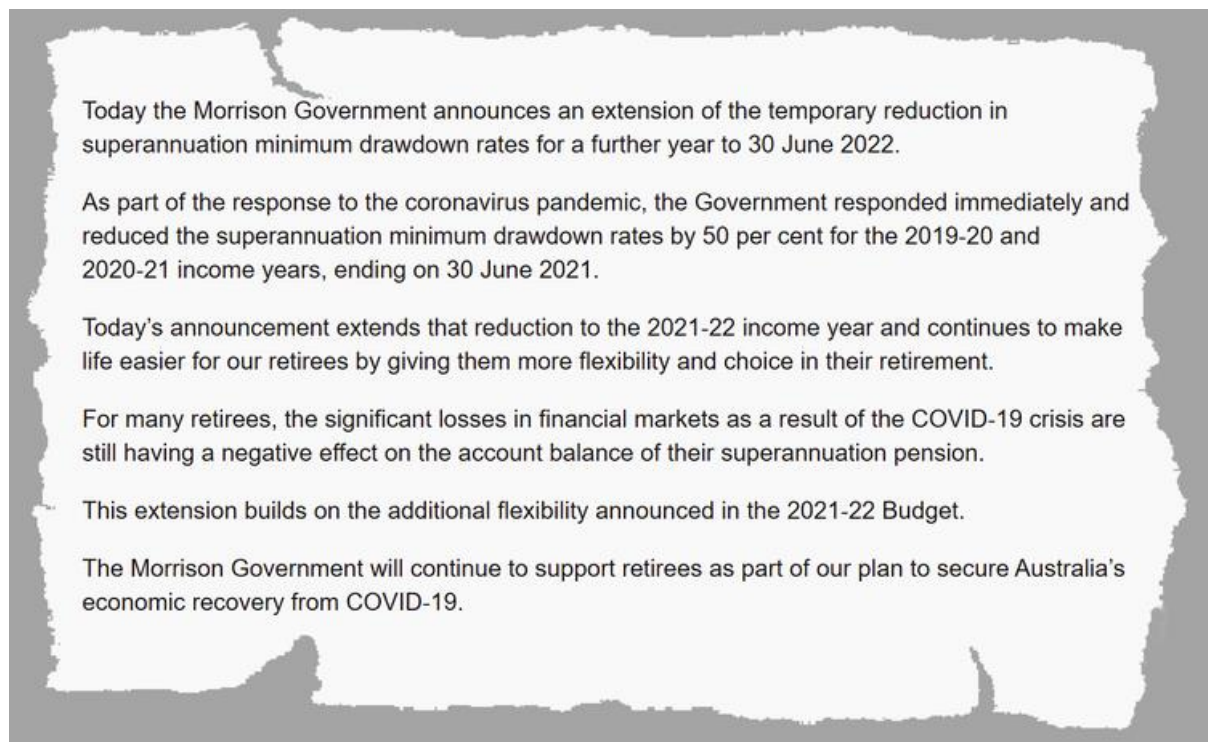 Today the Morrison Government announces an extension of the temporary reduction in
superannuation minimum drawdown rates for a further year to 30 June 2022.
As part of the response to the coronavirus pandemic, the Government responded immediately and
reduced the superannuation minimum drawdown rates by 50 per cent for the 2019-20 and
2020-21 income years, ending on 30 June 2021.
Today’s announcement extends that reduction to the 2021-22 income year and continues to make
life easier for our retirees by giving them more flexibility and choice in their retirement.
For many retirees, the significant losses in financial markets as a result of the COVID-19 crisis are
still having a negative effect on the account balance of their superannuation pension.
This extension builds on the additional flexibility announced in the 2021-22 Budget.
The Morrison Government will continue to support retirees as part of our plan to secure Australia’s
economic recovery from COVID-19.